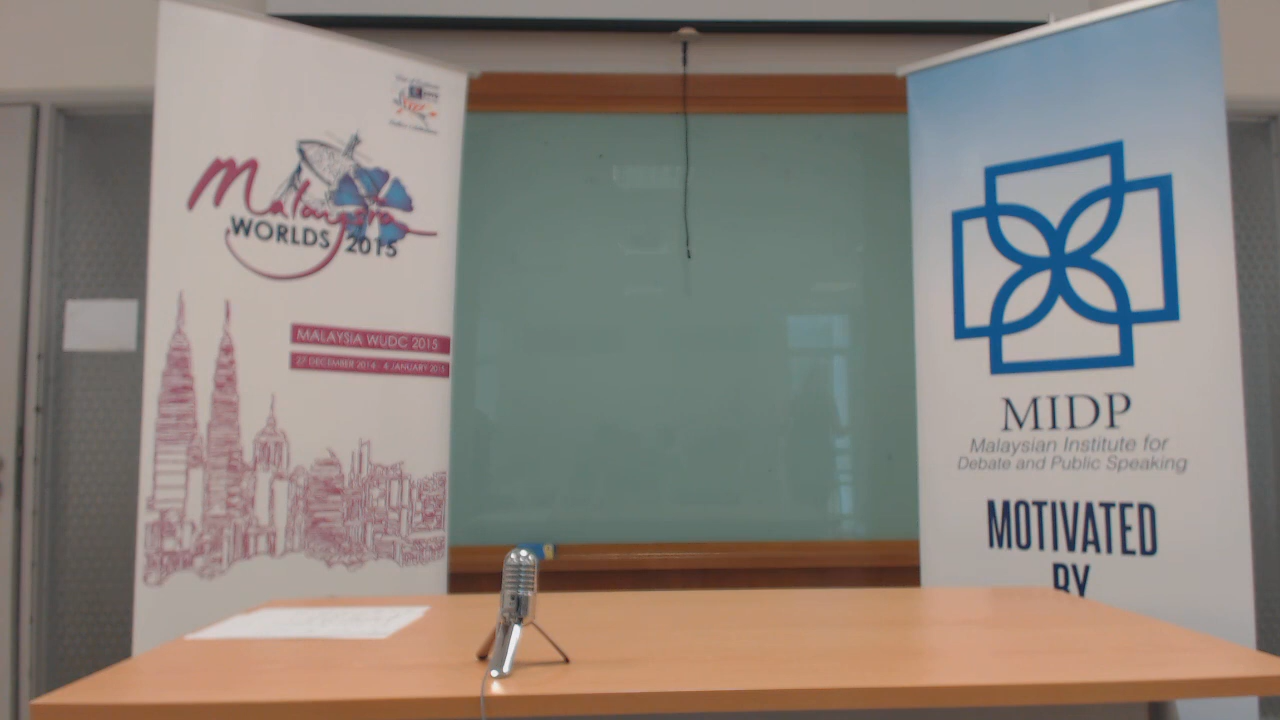 Malaysia
WORLDS 2015
MALAYSIA WUDC 2015
27 DECEMBER 2014 - 4 JANUARY 2015
MIDP
Malaysian Institute for
Debate and Public Speaking
MOTIVATED
BY